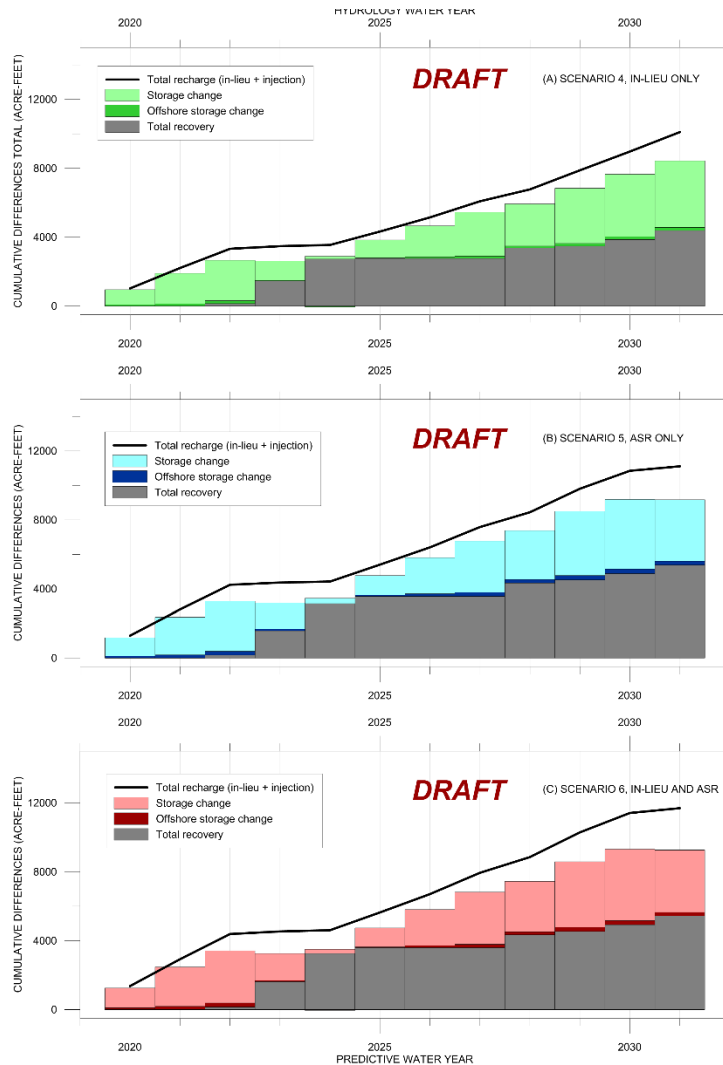 HYDROLOGY WATER YEAR
2020 2025 2030
CUMULATIVE DIFFERENCES TOTAL (ACRE-FEET)
12000
8000
4000
0
Total recharge (in-lieu + injection)
Storage change
Offshore storage change
Total recovery
DRAFT
(A) SCENARIO 4, IN-LIEU ONLY
2020 2025 2030
2020 2025 2030
CUMULATIVE DIFFERENCES (ACRE-FEET)
12000
8000
4000
0
Total recharge (in-lieu + injection)
Storage change
Offshore storage change
Total recovery
DRAFT
(B) SCENARIO 5, ASR ONLY
2020 2025 2030
2020 2025 2030
CUMULATIVE DIFFERENCES (ACRE-FEET)
12000
8000
4000
0
Total recharge (in-lieu + injection)
Storage change
Offshore storage change
Total recovery
DRAFT
(C) SCENARIO 6, IN-LIEU AND ASR
2020 2025 2030
PREDICTIVE WATER YEAR